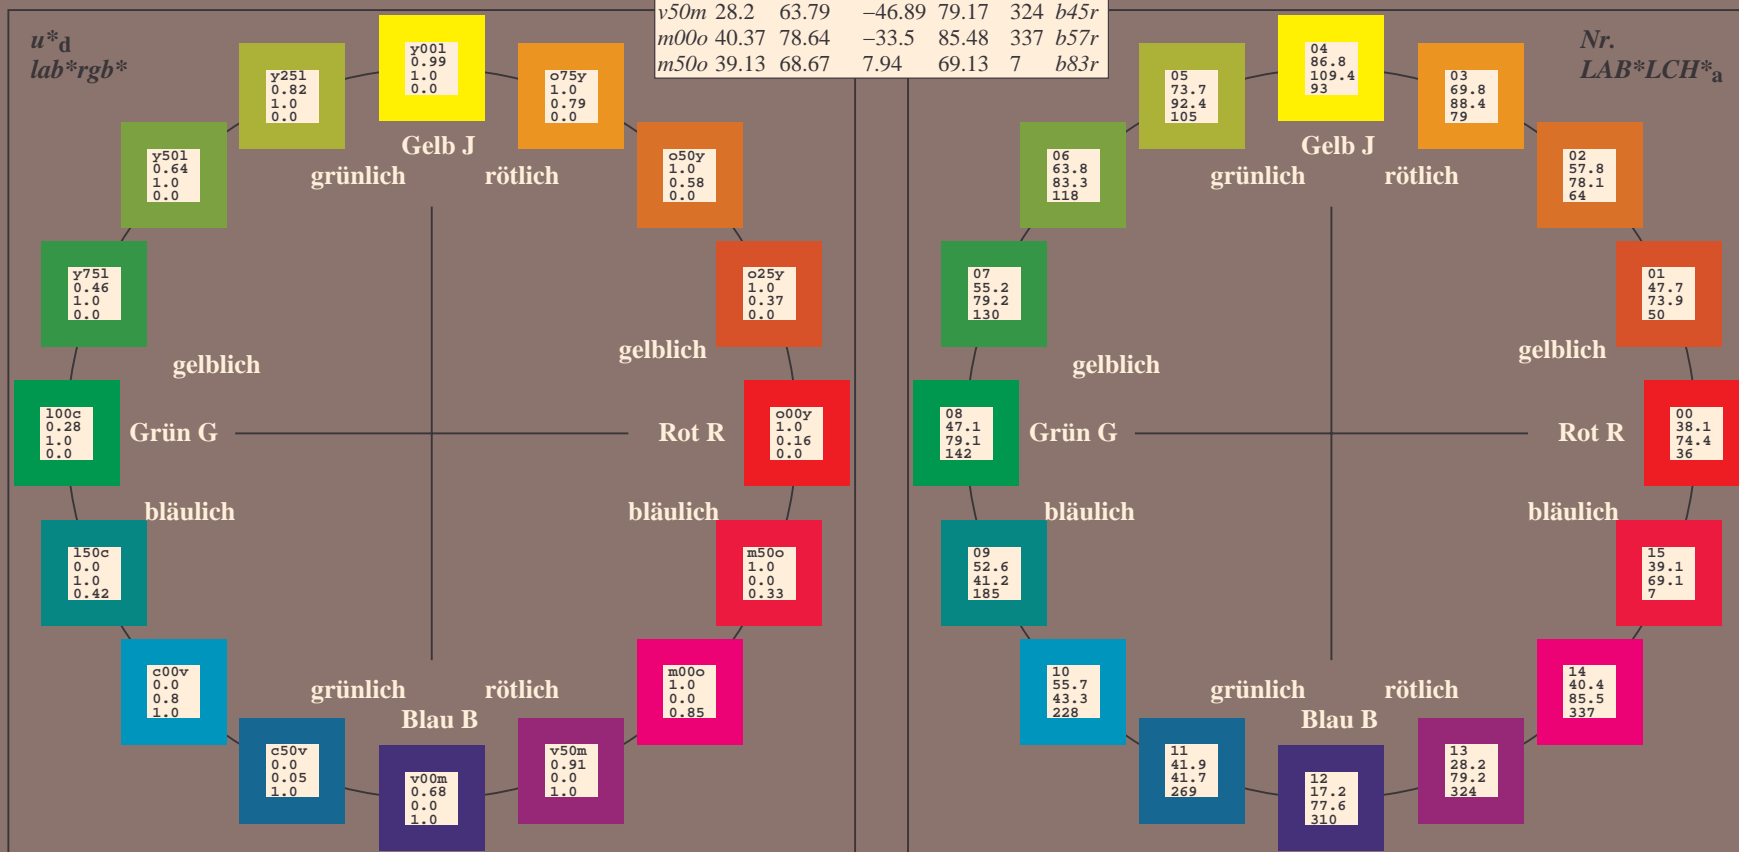 v50m 28.2 63.79 −46.89 79.17 324 b45r
m00o 40.37 78.64 −33.5 85.48 337 b57r
m50o 39.13 68.67 7.94 69.13 7 b83r
u*d
lab*rgb*
y00l
0.99
1.0
0.0
y25l
0.82
1.0
0.0
o75y
1.0
0.79
0.0
y50l
0.64
1.0
0.0
o50y
1.0
0.58
0.0
Gelb J
grünlich rötlich
y75l
0.46
1.0
0.0
o25y
1.0
0.37
0.0
gelblich
gelblich
l00c
0.28
1.0
0.0
Grün G
Rot R
o00y
1.0
0.16
0.0
bläulich
bläulich
l50c
0.0
1.0
0.42
m50o
1.0
0.0
0.33
c00v
0.0
0.8
1.0
m00o
1.0
0.0
0.85
grünlich rötlich
Blau B
c50v
0.0
0.05
1.0
v00m
0.68
0.0
1.0
v50m
0.91
0.0
1.0
Nr.
LAB*LCH*a
04
86.8
109.4
93
05
73.7
92.4
105
03
69.8
88.4
79
06
63.8
83.3
118
02
57.8
78.1
64
Gelb J
grünlich rötlich
07
55.2
79.2
130
01
47.7
73.9
50
gelblich
gelblich
08
47.1
79.1
142
Grün G
Rot R
00
38.1
74.4
36
bläulich
bläulich
09
52.6
41.2
185
15
39.1
69.1
7
10
55.7
43.3
228
14
40.4
85.5
337
grünlich rötlich
Blau B
11
41.9
41.7
269
12
17.2
77.6
310
13
28.2
79.2
324